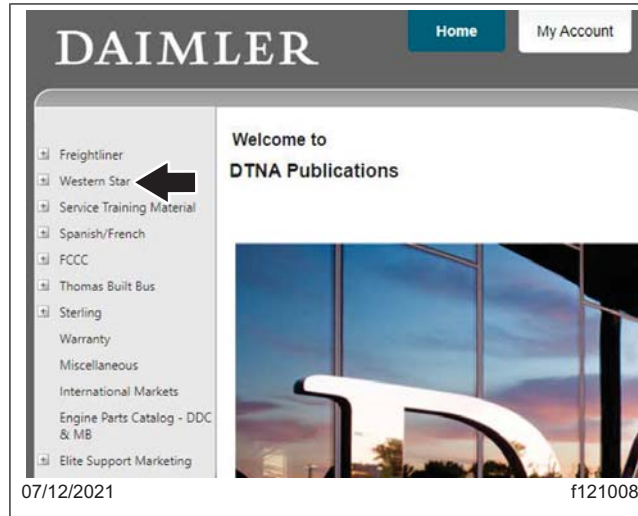 DAIMLER
Home
My Account
Freightliner
Western Star
Service Training Material
Spanish/French
FCCC
Thomas Built Bus
Sterling
Warranty
Miscellaneous
International Markets
Engine Parts Catalog - DDC
& MB
Elite Support Marketing
Welcome to
DTNA Publications
07/12/2021
f121008